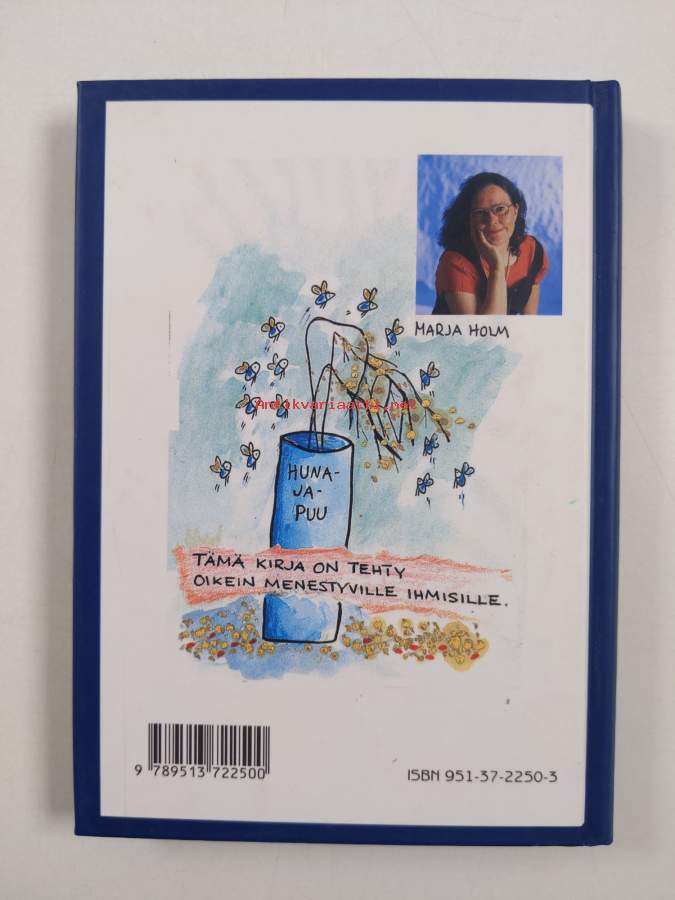 MARJA HOLM
Antikvariaatti.net
HUNA-
JA-
PUU
TÄMÄ KIRJA ON TEHTY
OIKEIN MENESTYVILLE IHMISILLE.
9 789513 722500
ISBN 951-37-2250-3